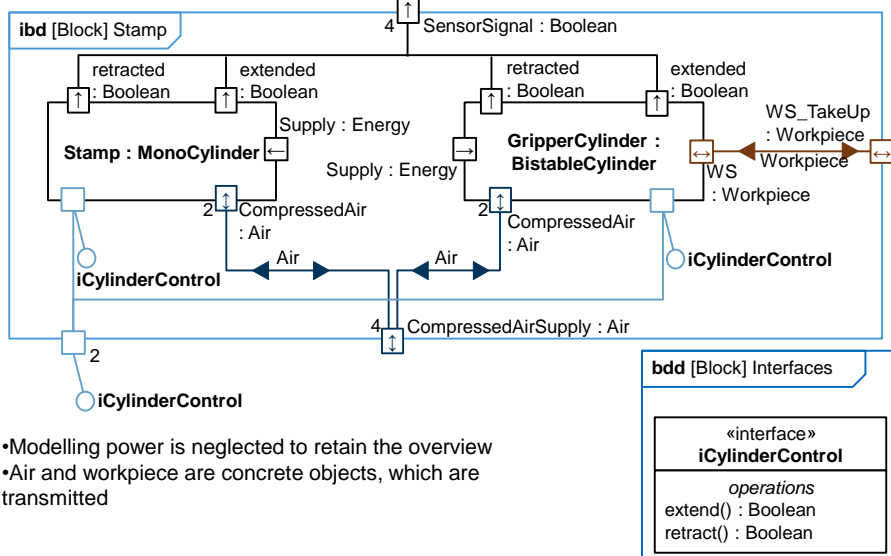 ibd [Block] Stamp
4
SensorSignal : Boolean
retracted
: Boolean
extended
: Boolean
retracted
: Boolean
extended
: Boolean
Supply : Energy
Stamp : MonoCylinder
GripperCylinder :
BistableCylinder
Supply : Energy
WS_TakeUp
: Workpiece
Workpiece
WS
: Workpiece
2
CompressedAir
: Air
2
CompressedAir
: Air
Air
Air
iCylinderControl
iCylinderControl
4
CompressedAirSupply : Air
2
iCylinderControl
bdd [Block] Interfaces
«interface»
iCylinderControl
operations
extend() : Boolean
retract() : Boolean
•Modelling power is neglected to retain the overview
•Air and workpiece are concrete objects, which are
transmitted